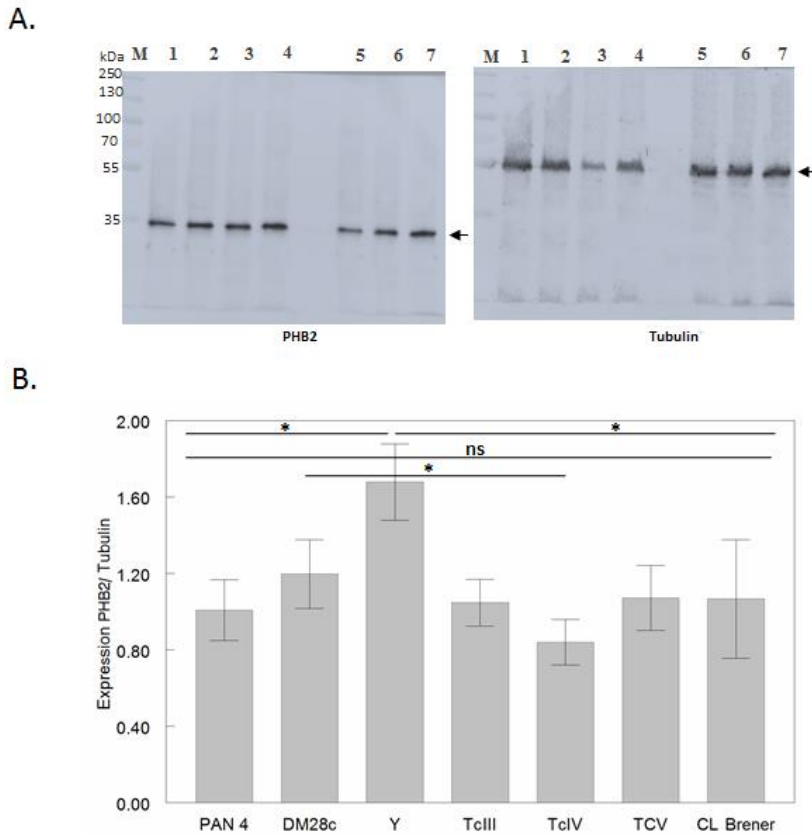 A.
kDa M 1 2 3 4 5 6 7
250
130
100
70
55
35
PHB2
M 1 2 3 4 5 6 7
Tubulin
B.
Expression PHB2/ Tubulin
2.00
1.60
1.20
0.80
0.40
0.00
* *
ns
*
PAN 4 DM28c Y TcIII TcIV TCV CL Brener